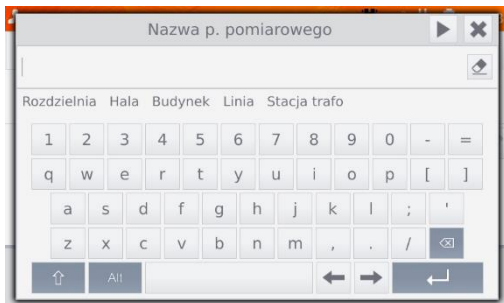 Nazwa p. pomiarowego
Rozdzielnia Hala Budynek Linia Stacja trafo
1 2 3 4 5 6 7 8 9 0 - =
q w e r t y u i o p [ ]
a s d f g h j k l ; '
z x c v b n m , . /
Alt